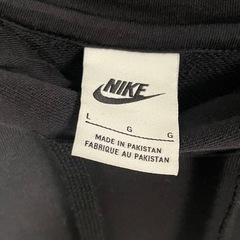 NIKE
L G G
MADE IN PAKISTAN
FABRIQUE AU PAKISTAN